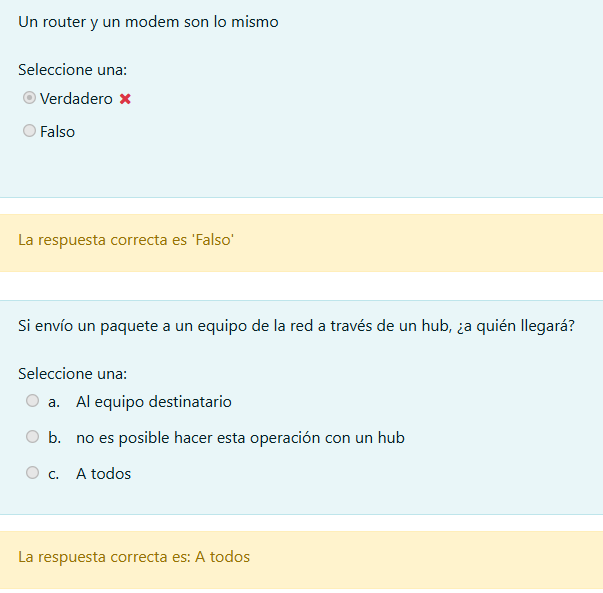 Un router y un modem son lo mismo
Seleccione una:
Verdadero
Falso
La respuesta correcta es 'Falso'
Si envío un paquete a un equipo de la red a través de un hub, ¿a quién llegará?
Seleccione una:
a. Al equipo destinatario
b. no es posible hacer esta operación con un hub
c. A todos
La respuesta correcta es: A todos